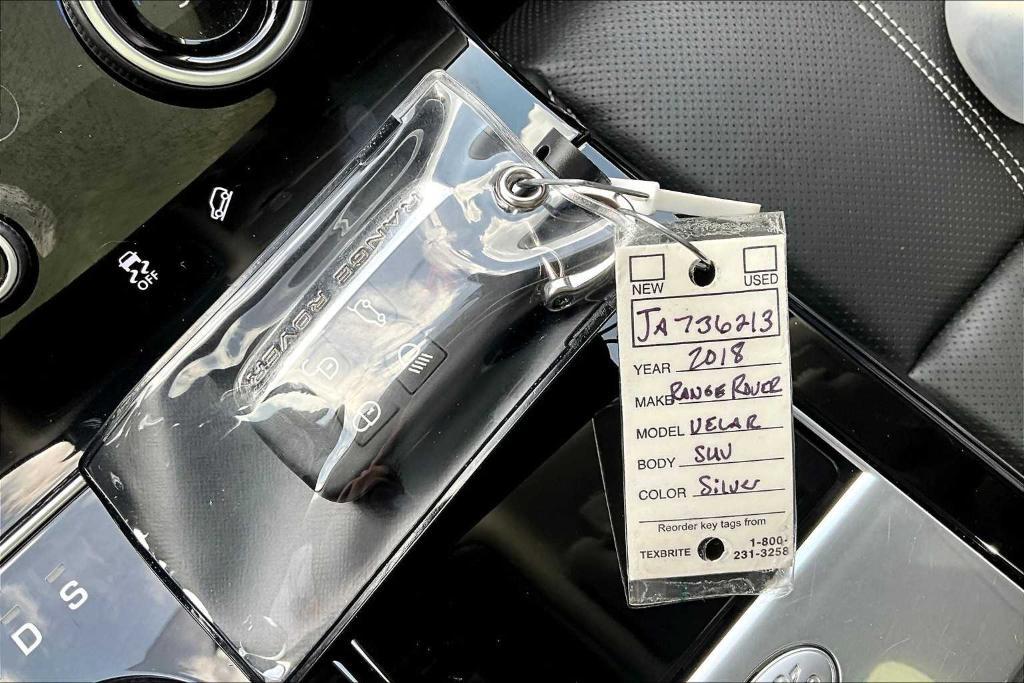 OFF
RANGE ROVER
D S
NEW USED
JA736213
YEAR 2018
MAKE RANGE ROVER
MODEL VELAR
BODY SUV
COLOR Silver
Reorder key tags from
TEXBRITE 1-800-
231-3258